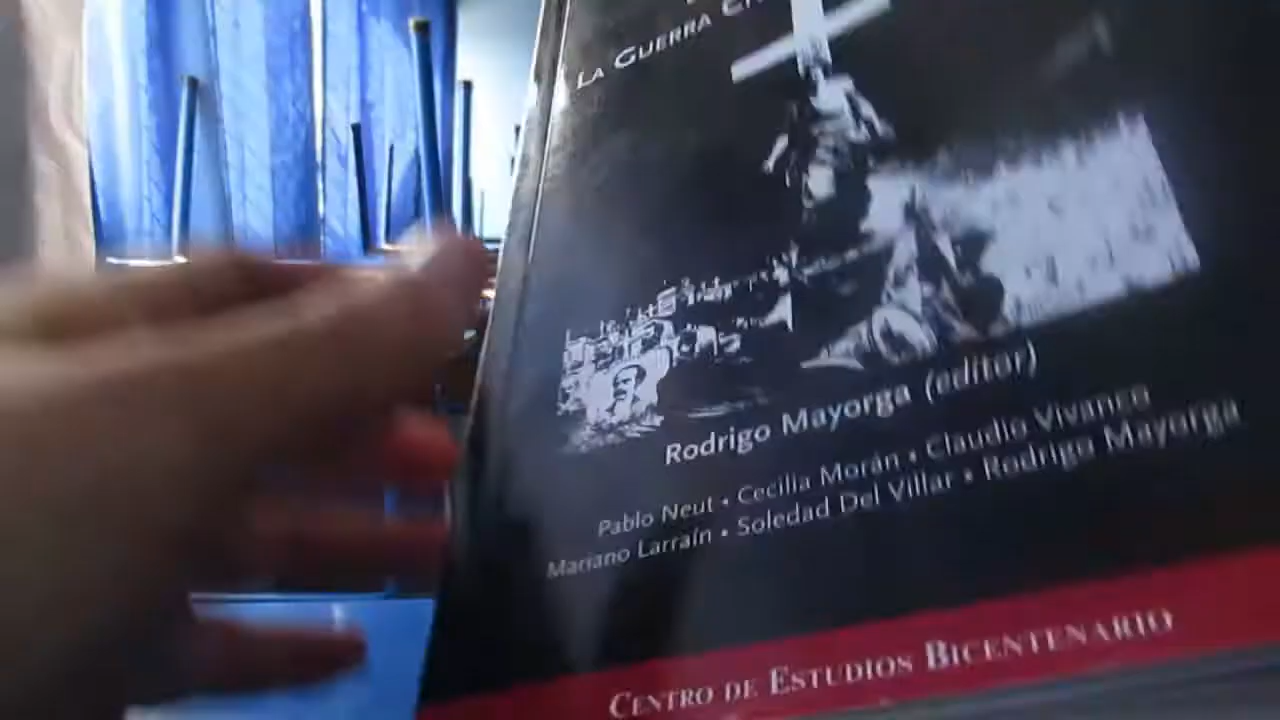 LA GUERRA
Rodrigo Mayorga (editor)
Pablo Neut • Cecilia Morán • Claudio Vivanco
Mariano Larraín • Soledad Del Villar • Rodrigo Mayorga
CENTRO DE ESTUDIOS BICENTENARIO